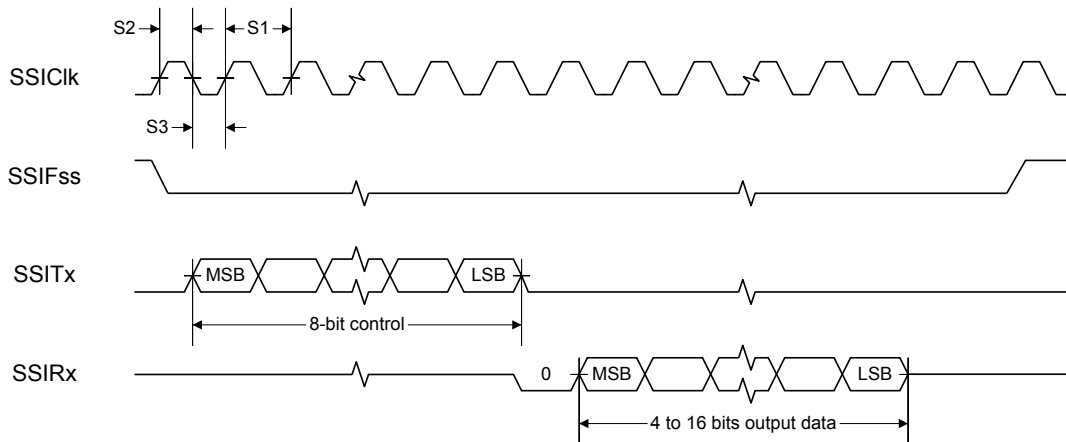 S2
S1
SSIClk
S3
SSIFss
SSITx
MSB
LSB
8-bit control
SSIRx
0
MSB
LSB
4 to 16 bits output data